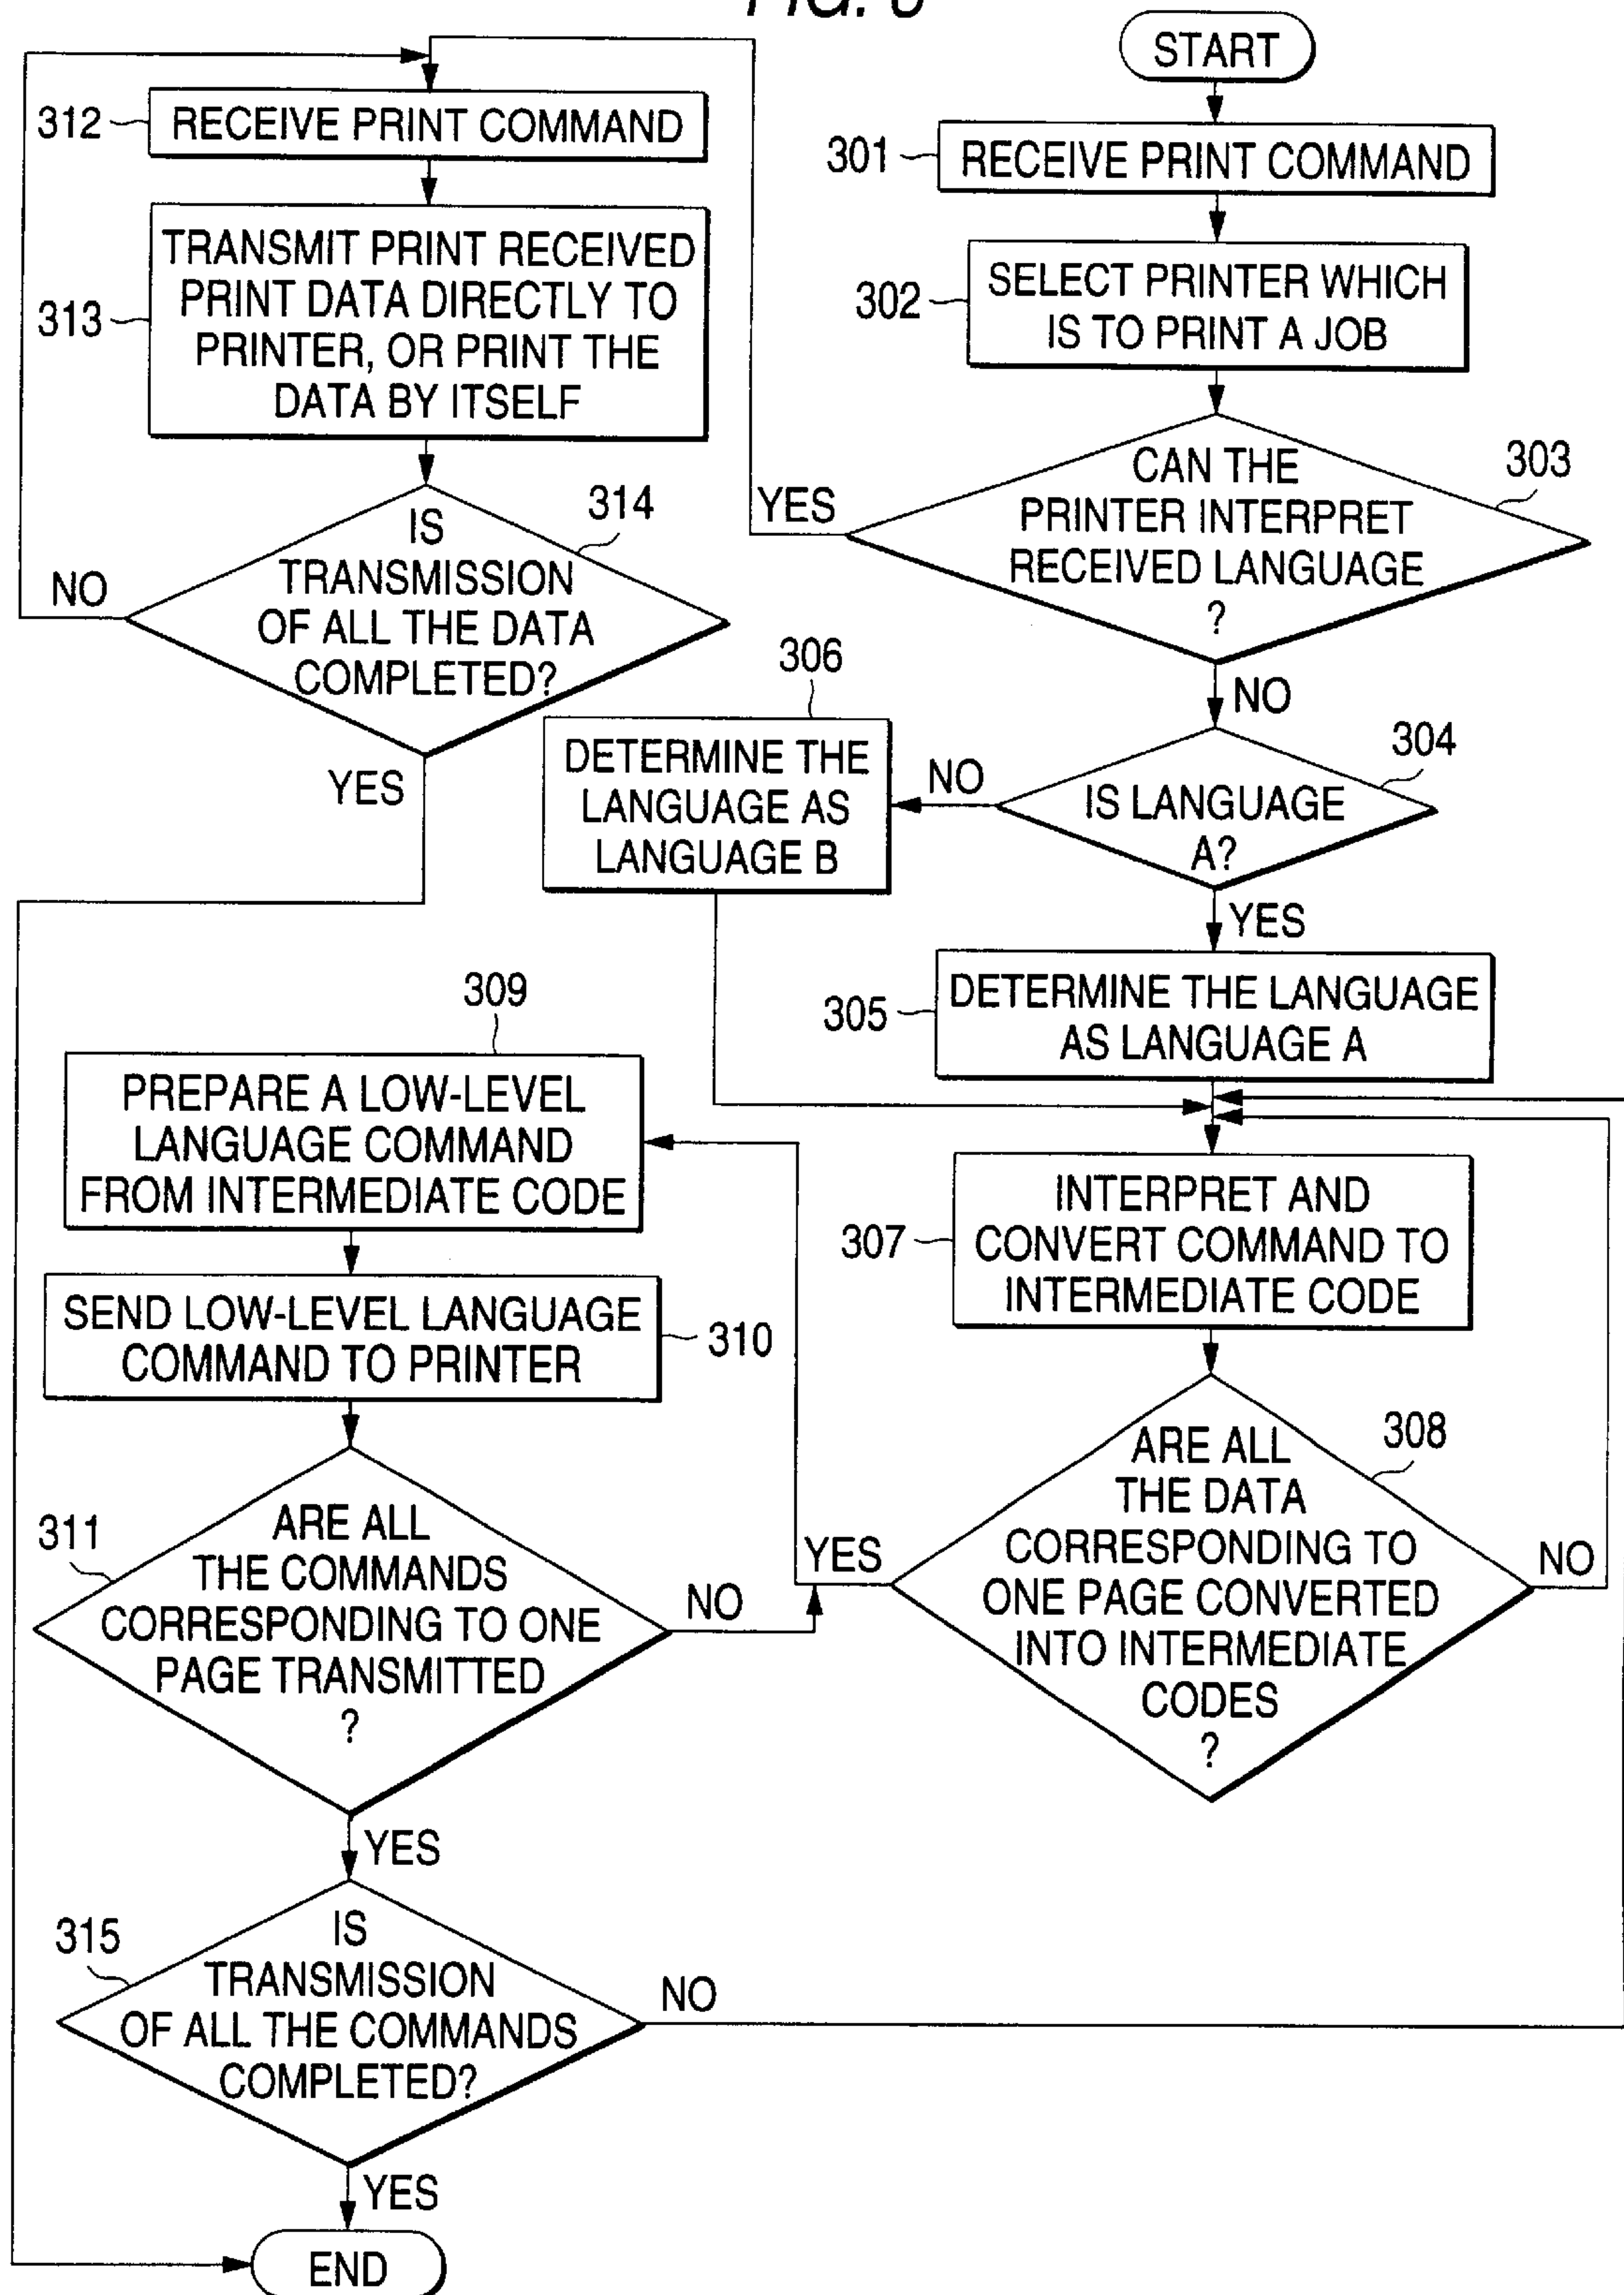 START
301
RECEIVE PRINT COMMAND
302
SELECT PRINTER WHICH
IS TO PRINT A JOB
303
CAN THE
PRINTER INTERPRET
RECEIVED LANGUAGE
?
YES
NO
304
IS LANGUAGE
A?
NO
YES
306
DETERMINE THE
LANGUAGE AS
LANGUAGE B
305
DETERMINE THE LANGUAGE
AS LANGUAGE A
307
INTERPRET AND
CONVERT COMMAND TO
INTERMEDIATE CODE
308
ARE ALL
THE DATA
CORRESPONDING TO
ONE PAGE CONVERTED
INTO INTERMEDIATE
CODES
?
YES
NO
309
PREPARE A LOW-LEVEL
LANGUAGE COMMAND
FROM INTERMEDIATE CODE
310
SEND LOW-LEVEL LANGUAGE
COMMAND TO PRINTER
311
ARE ALL
THE COMMANDS
CORRESPONDING TO ONE
PAGE TRANSMITTED
?
NO
YES
315
IS
TRANSMISSION
OF ALL THE COMMANDS
COMPLETED?
NO
YES
END
312
RECEIVE PRINT COMMAND
313
TRANSMIT PRINT RECEIVED
PRINT DATA DIRECTLY TO
PRINTER, OR PRINT THE
DATA BY ITSELF
314
IS
TRANSMISSION
OF ALL THE DATA
COMPLETED?
NO
YES